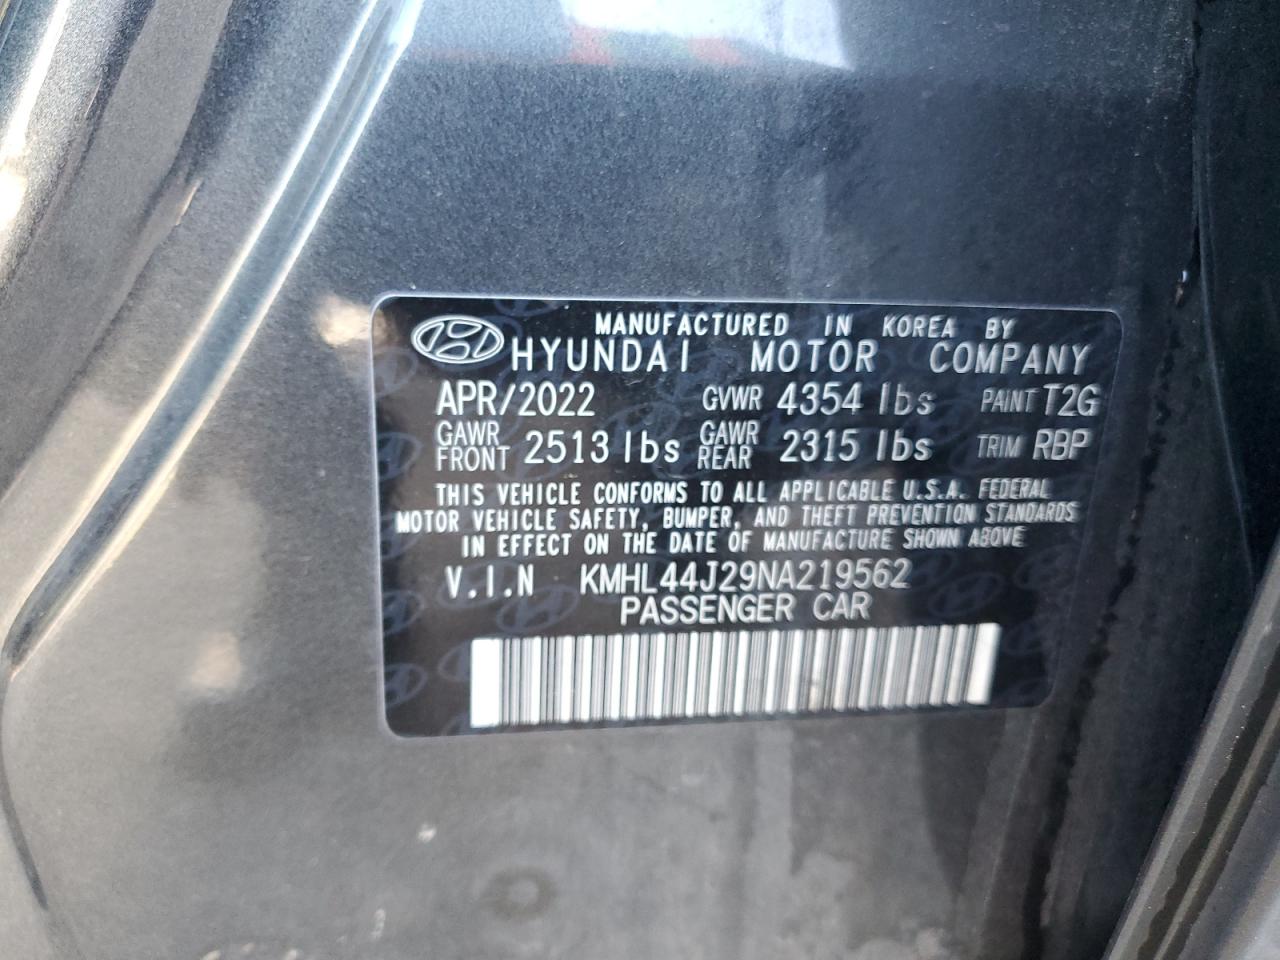 MANUFACTURED IN KOREA BY
HYUNDAI MOTOR COMPANY
APR/2022 GVWR 4354 lbs PAINT T2G
GAWR FRONT 2513 lbs GAWR REAR 2315 lbs TRIM RBP
THIS VEHICLE CONFORMS TO ALL APPLICABLE U.S.A. FEDERAL
MOTOR VEHICLE SAFETY, BUMPER, AND THEFT PREVENTION STANDARDS
IN EFFECT ON THE DATE OF MANUFACTURE SHOWN ABOVE
V.I.N KMHL44J29NA219562
PASSENGER CAR